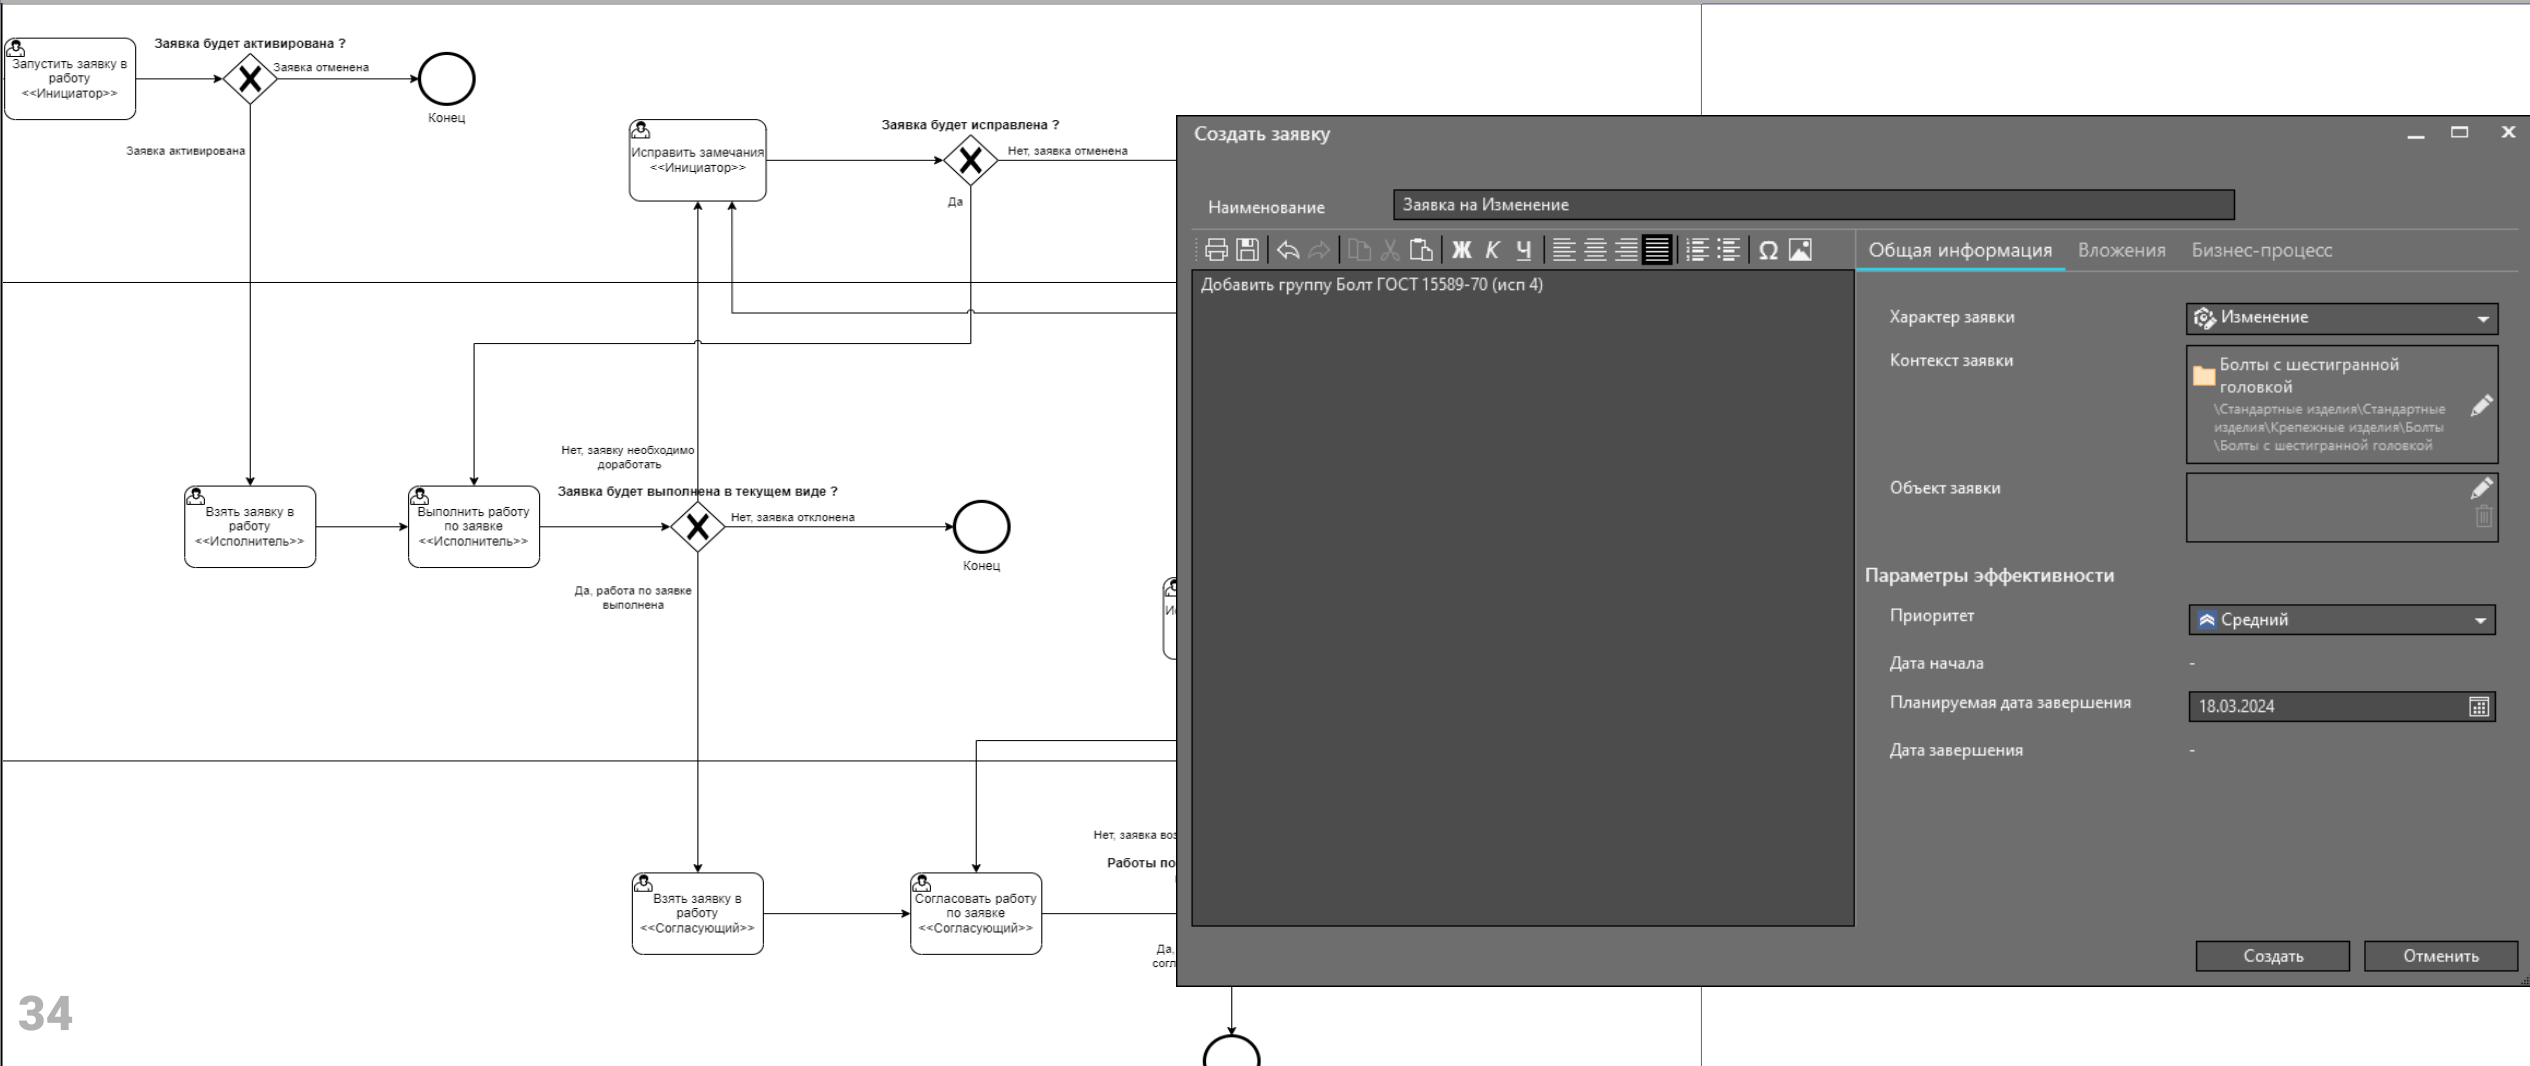 Заявка будет активирована ?
Запустить заявку в
работу
<<Инициатор>>
Заявка отменена
Конец
Заявка активирована
Заявка будет исправлена ?
Исправить замечания
<<Инициатор>>
Нет, заявка отменена
Да
Нет, заявку необходимо
доработать
Заявка будет выполнена в текущем виде ?
Взять заявку в
работу
<<Исполнитель>>
Выполнить работу
по заявке
<<Исполнитель>>
Нет, заявка отклонена
Конец
Да, работа по заявке
выполнена
Нет, заявка
Работы по
Взять заявку в
работу
<<Согласующий>>
Согласовать работу
по заявке
<<Согласующий>>
Да,
34
Создать заявку
Наименование
Заявка на Изменение
Ж К Ч
Ω
Добавить группу Болт ГОСТ 15589-70 (исп 4)
Общая информация
Вложения
Бизнес-процесс
Характер заявки
Изменение
Контекст заявки
Болты с шестигранной
головкой
\Стандартные изделия\Стандартные
изделия\Крепежные изделия\Болты
\Болты с шестигранной головкой
Объект заявки
Параметры эффективности
Приоритет
Средний
Дата начала
-
Планируемая дата завершения
18.03.2024
Дата завершения
-
Создать
Отменить